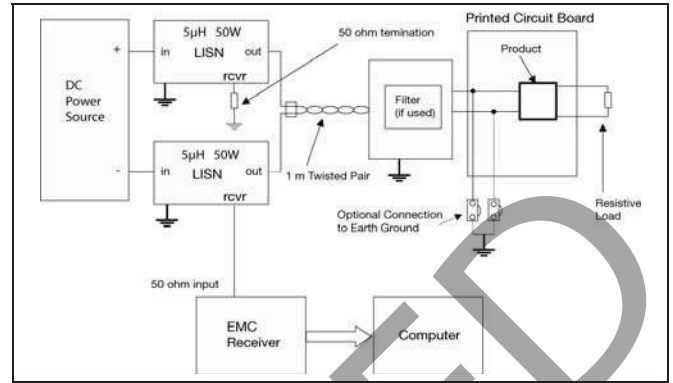 Printed Circuit Board
5µH 50W
50 ohm temination
Product
+
in
LISN
out
rcvr
DC
Power
Source
Filter
(if used)
5µH 50W
-
in
LISN
out
1 m Twisted Pair
rcvr
Optional Connection
to Earth Ground
Resistive
Load
50 ohm input
EMC
Receiver
Computer